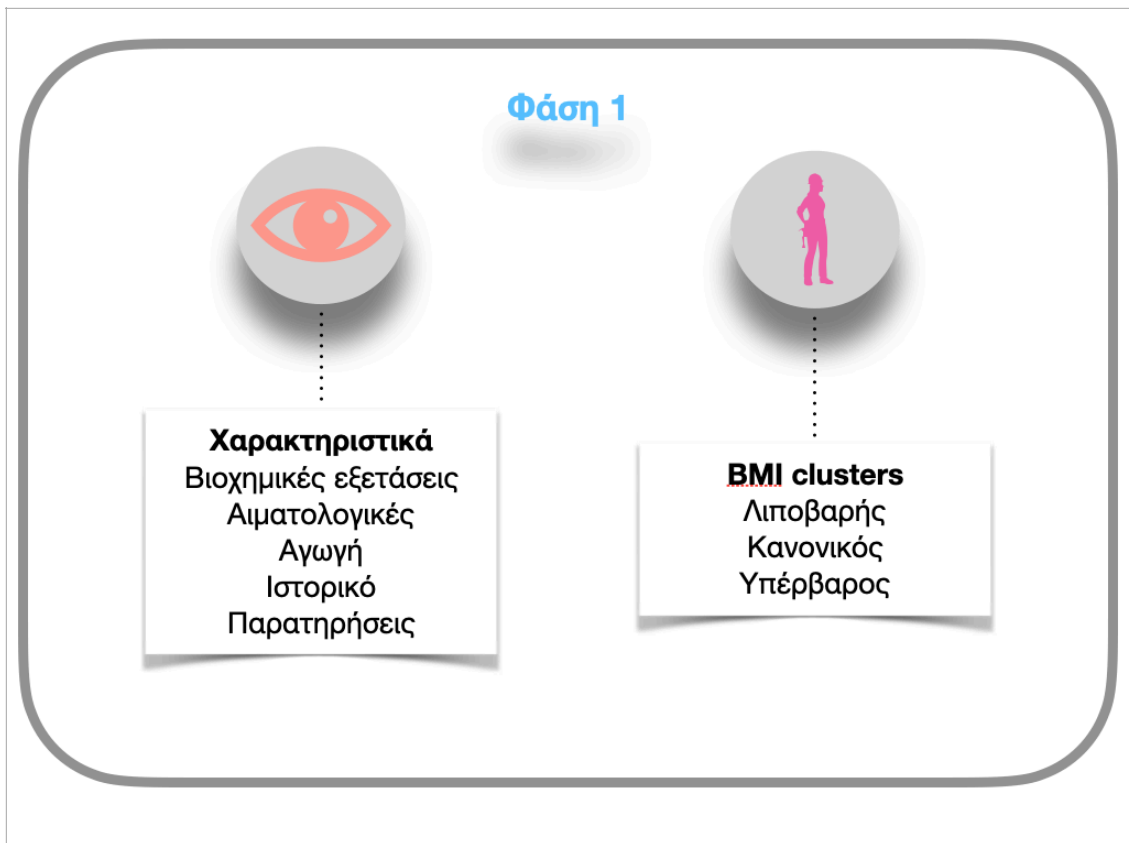 Φάση 1
Χαρακτηριστικά
Βιοχημικές εξετάσεις
Αιματολογικές
Αγωγή
Ιστορικό
Παρατηρήσεις
BMI clusters
Λιποβαρής
Κανονικός
Υπέρβαρος